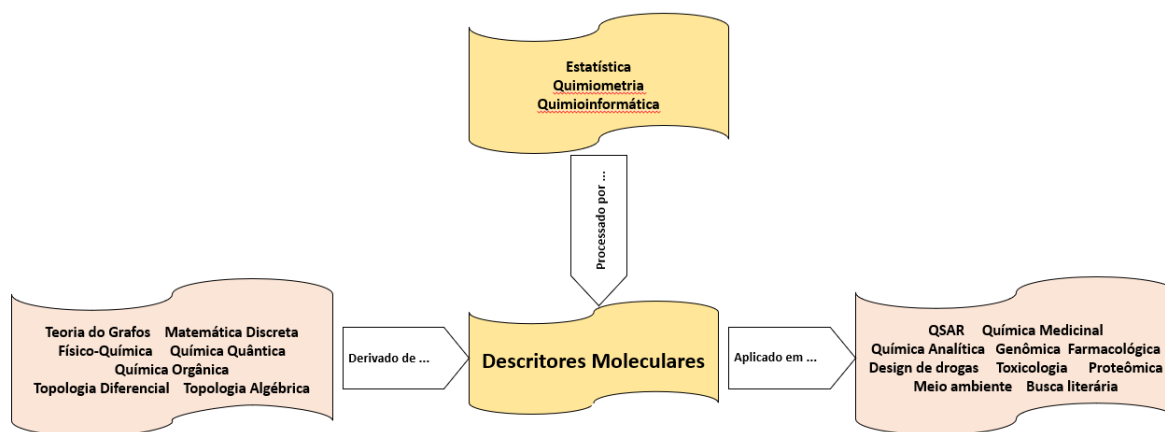 Estatística
Quimiometria
Quimioinformática
Processado por ...
Teoria do Grafos Matemática Discreta
Físico-Química Química Quântica
Química Orgânica
Topologia Diferencial Topologia Algébrica
Derivado de ...
Descritores Moleculares
Aplicado em ...
QSAR Química Medicinal
Química Analítica Genômica Farmacológica
Design de drogas Toxicologia Proteômica
Meio ambiente Busca literária